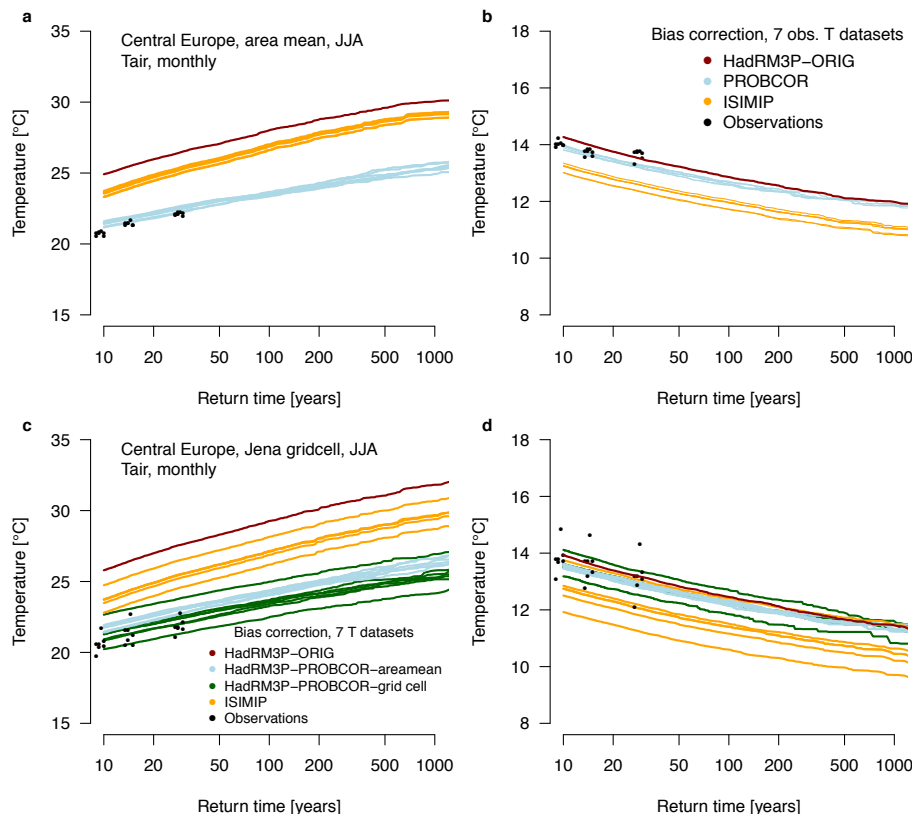 a
Central Europe, area mean, JJA
Tair, monthly
Temperature [°C]
35
30
25
20
15
10 20 50 100 200 500 1000
Return time [years]
b
Bias correction, 7 obs. T datasets
HadRM3P−ORIG
PROBCOR
ISIMIP
Observations
Temperature [°C]
18
16
14
12
10
8
10 20 50 100 200 500 1000
Return time [years]
c
Central Europe, Jena gridcell, JJA
Tair, monthly
Temperature [°C]
35
30
25
20
15
Bias correction, 7 T datasets
HadRM3P−ORIG
HadRM3P−PROBCOR−areamean
HadRM3P−PROBCOR−grid cell
ISIMIP
Observations
10 20 50 100 200 500 1000
Return time [years]
d
Temperature [°C]
18
16
14
12
10
8
10 20 50 100 200 500 1000
Return time [years]